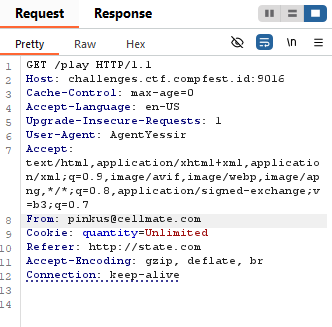 Request Response
Pretty Raw Hex \n
1 GET /play HTTP/1.1
2 Host: challenges.ctf.compfest.id:9016
3 Cache-Control: max-age=0
4 Accept-Language: en-US
5 Upgrade-Insecure-Requests: 1
6 User-Agent: AgentYessir
7 Accept:
text/html,application/xhtml+xml,application
/xml;q=0.9,image/avif,image/webp,image/ap
ng,*/*;q=0.8,application/signed-exchange;v
=b3;q=0.7
8 From: pinkus@cellmate.com
9 Cookie: quantity=Unlimited
10 Referer: http://state.com
11 Accept-Encoding: gzip, deflate, br
12 Connection: keep-alive
13
14